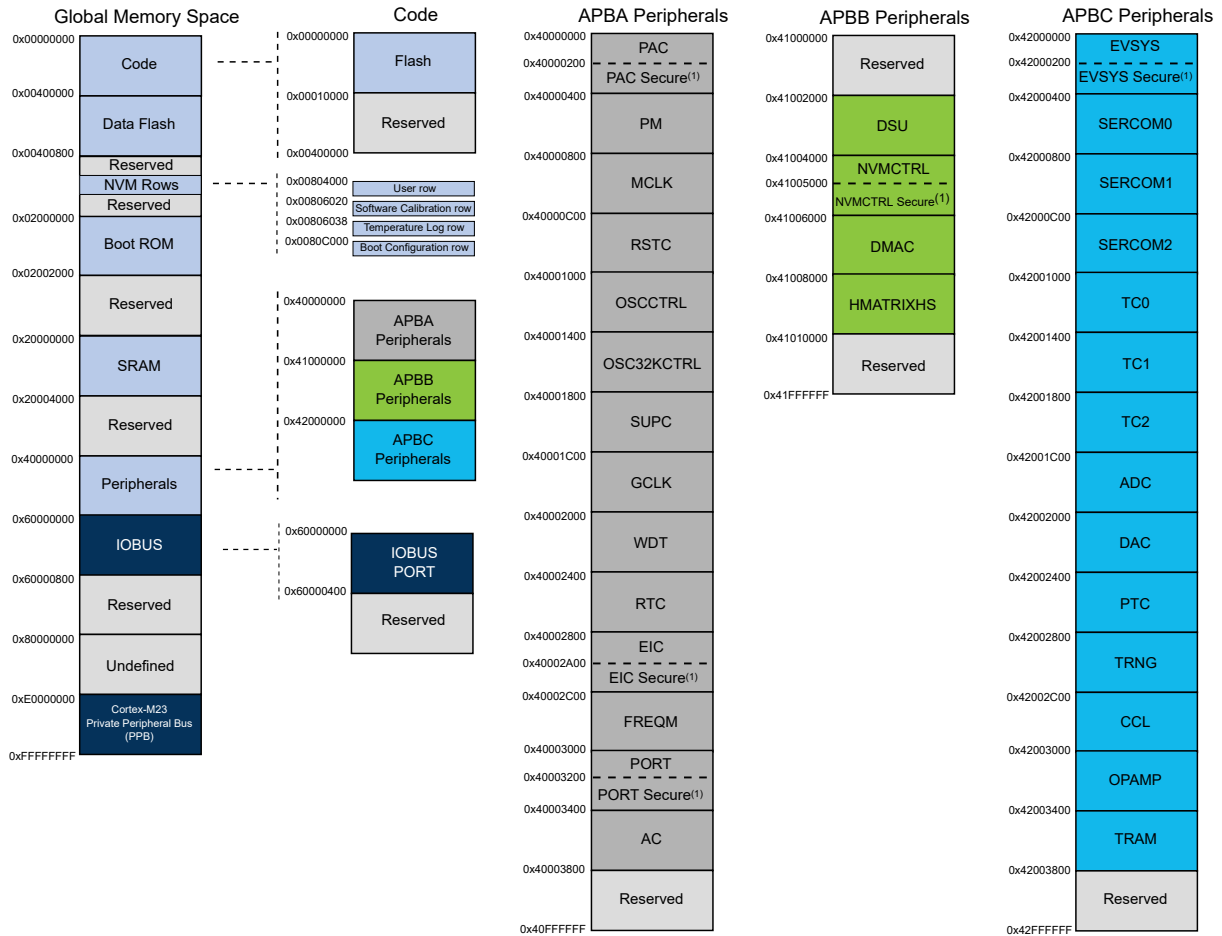 Global Memory Space
0x00000000
Code
0x00400000
Data Flash
0x00400800
Reserved
NVM Rows
Reserved
0x02000000
Boot ROM
0x02002000
Reserved
0x20000000
SRAM
0x20004000
Reserved
0x40000000
Peripherals
0x60000000
IOBUS
0x60000800
Reserved
0x80000000
Undefined
0xE0000000
Cortex-M23
Private Peripheral Bus
(PPB)
0xFFFFFFFF
Code
0x00000000
Flash
0x00010000
Reserved
0x00400000
0x00804000
User row
0x00806020
Software Calibration row
0x00806038
Temperature Log row
0x0080C000
Boot Configuration row
0x40000000
APBA
Peripherals
0x41000000
APBB
Peripherals
0x42000000
APBC
Peripherals
0x60000000
IOBUS
PORT
0x60000400
Reserved
APBA Peripherals
0x40000000
PAC
0x40000200
PAC Secure(1)
0x40000400
PM
0x40000800
MCLK
0x40000C00
RSTC
0x40001000
OSCCTRL
0x40001400
OSC32KCTRL
0x40001800
SUPC
0x40001C00
GCLK
0x40002000
WDT
0x40002400
RTC
0x40002800
EIC
0x40002A00
EIC Secure(1)
0x40002C00
FREQM
0x40003000
PORT
0x40003200
PORT Secure(1)
0x40003400
AC
0x40003800
Reserved
0x40FFFFFF
APBB Peripherals
0x41000000
Reserved
0x41002000
DSU
0x41004000
NVMCTRL
0x41005000
NVMCTRL Secure(1)
0x41006000
DMAC
0x41008000
HMATRIXHS
0x41010000
Reserved
0x41FFFFFF
APBC Peripherals
0x42000000
EVSYS
0x42000200
EVSYS Secure(1)
0x42000400
SERCOM0
0x42000800
SERCOM1
0x42000C00
SERCOM2
0x42001000
TC0
0x42001400
TC1
0x42001800
TC2
0x42001C00
ADC
0x42002000
DAC
0x42002400
PTC
0x42002800
TRNG
0x42002C00
CCL
0x42003000
OPAMP
0x42003400
TRAM
0x42003800
Reserved
0x42FFFFFF